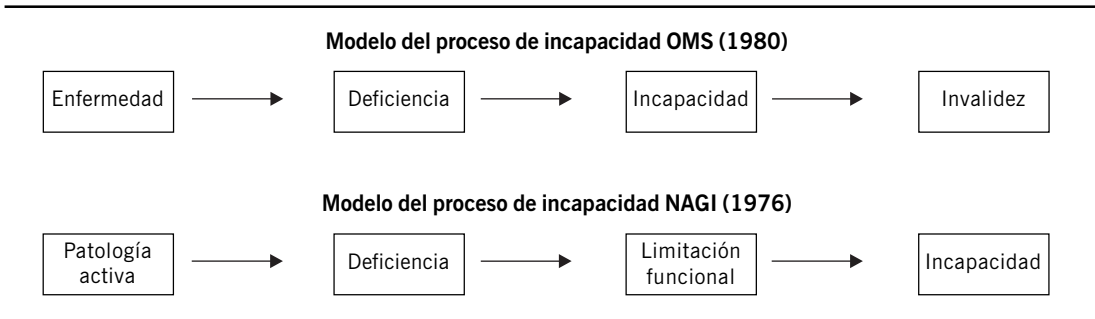 Modelo del proceso de incapacidad OMS (1980)
Enfermedad
Deficiencia
Incapacidad
Invalidez
Modelo del proceso de incapacidad NAGI (1976)
Patología
activa
Deficiencia
Limitación
funcional
Incapacidad